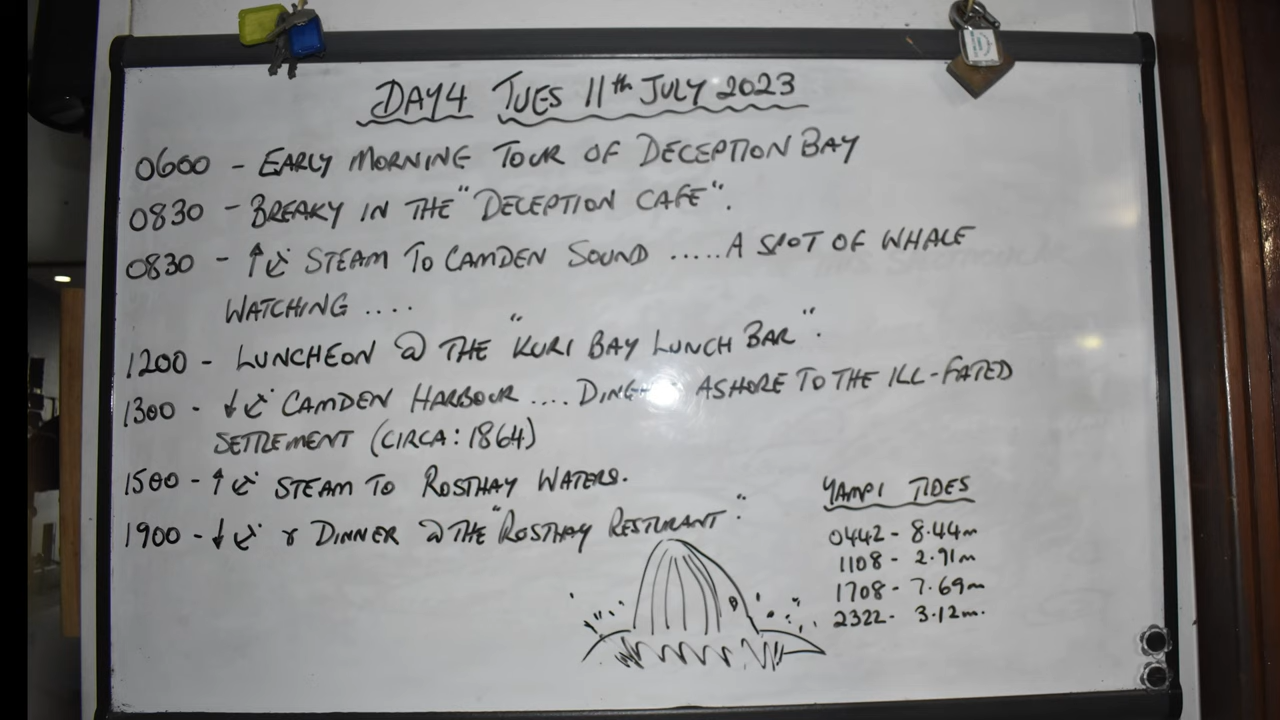 DAY 4 TUES 11th JULY 2023
0600 - EARLY MORNING TOUR OF DECEPTION BAY
0830 - BREAKY IN THE "DECEPTION CAFE".
0830 - ↑ STEAM TO CAMDEN SOUND ..... A SPOT OF WHALE
WATCHING ....
1200 - LUNCHEON @ THE "KURI BAY LUNCH BAR".
1300 - ↓ CAMDEN HARBOUR .... ASHORE TO THE ILL-FATED
SETTLEMENT (CIRCA: 1864)
1500 - ↑ STEAM TO ROSTHAY WATERS.
1900 - ↓ & DINNER @ THE "ROSTHAY RESTURANT".
YAMPI TIDES
0442 - 8.44m
1108 - 2.91m
1708 - 7.69m
2322 - 3.12m.